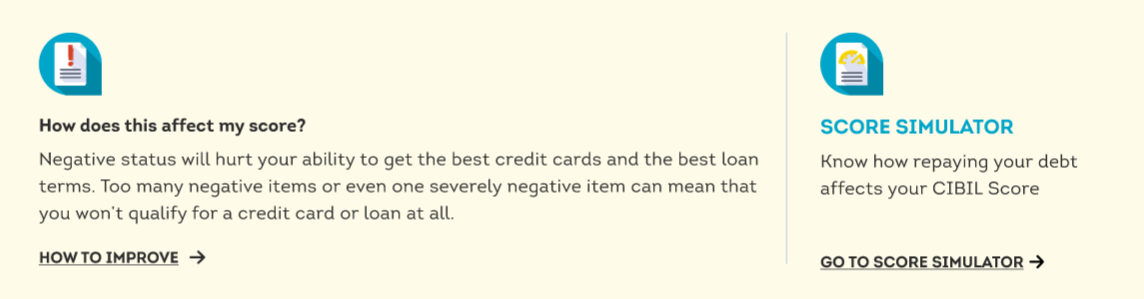 How does this affect my score?
Negative status will hurt your ability to get the best credit cards and the best loan
terms. Too many negative items or even one severely negative item can mean that
you won't qualify for a credit card or loan at all.
HOW TO IMPROVE →
SCORE SIMULATOR
Know how repaying your debt
affects your CIBIL Score
GO TO SCORE SIMULATOR →